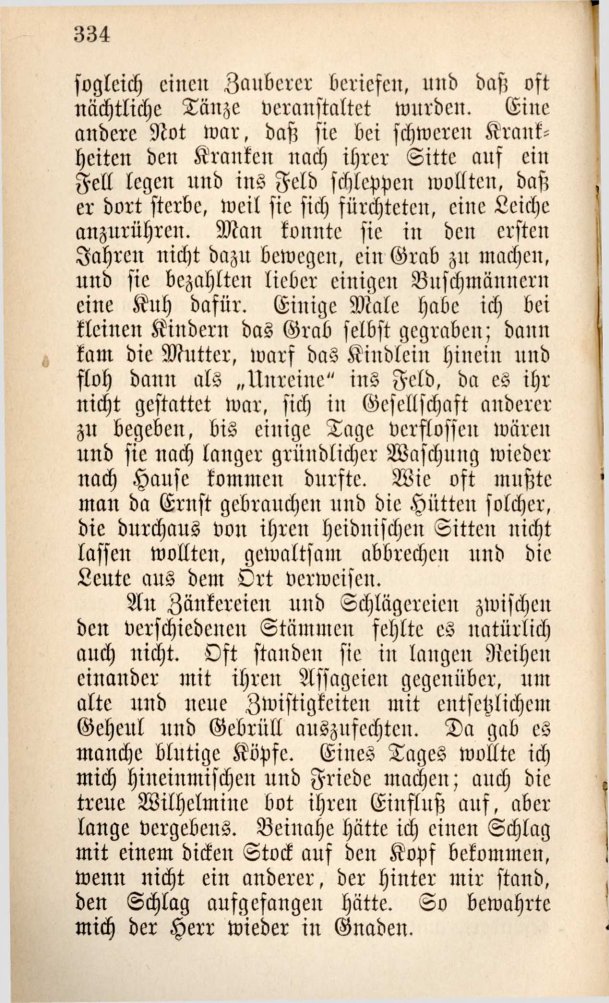 334
sogleich einen Zauberer beriefen, und daß oft
nächtliche Tänze veranstaltet wurden. Eine
andere Not war, daß sie bei schweren Krank-
heiten den Kranken nach ihrer Sitte auf ein
Fell legen und ins Feld schleppen wollten, daß
er dort sterbe, weil sie sich fürchteten, eine Leiche
anzurühren. Man konnte sie in den ersten
Jahren nicht dazu bewegen, ein Grab zu machen,
und sie bezahlten lieber einigen Buschmännern
eine Kuh dafür. Einige Male habe ich bei
kleinen Kindern das Grab selbst gegraben; dann
kam die Mutter, warf das Kindlein hinein und
floh dann als „Unreine“ ins Feld, da es ihr
nicht gestattet war, sich in Gesellschaft anderer
zu begeben, bis einige Tage verflossen wären
und sie nach langer gründlicher Waschung wieder
nach Hause kommen durfte. Wie oft mußte
man da Ernst gebrauchen und die Hütten solcher,
die durchaus von ihren heidnischen Sitten nicht
lassen wollten, gewaltsam abbrechen und die
Leute aus dem Ort verweisen.
An Zänkereien und Schlägereien zwischen
den verschiedenen Stämmen fehlte es natürlich
auch nicht. Oft standen sie in langen Reihen
einander mit ihren Assageien gegenüber, um
alte und neue Zwistigkeiten mit entsetzlichem
Geheul und Gebrüll auszufechten. Da gab es
manche blutige Köpfe. Eines Tages wollte ich
mich hineinmischen und Friede machen; auch die
treue Wilhelmine bot ihren Einfluß auf, aber
lange vergebens. Beinahe hätte ich einen Schlag
mit einem dicken Stock auf den Kopf bekommen,
wenn nicht ein anderer, der hinter mir stand,
den Schlag aufgefangen hätte. So bewahrte
mich der Herr wieder in Gnaden.